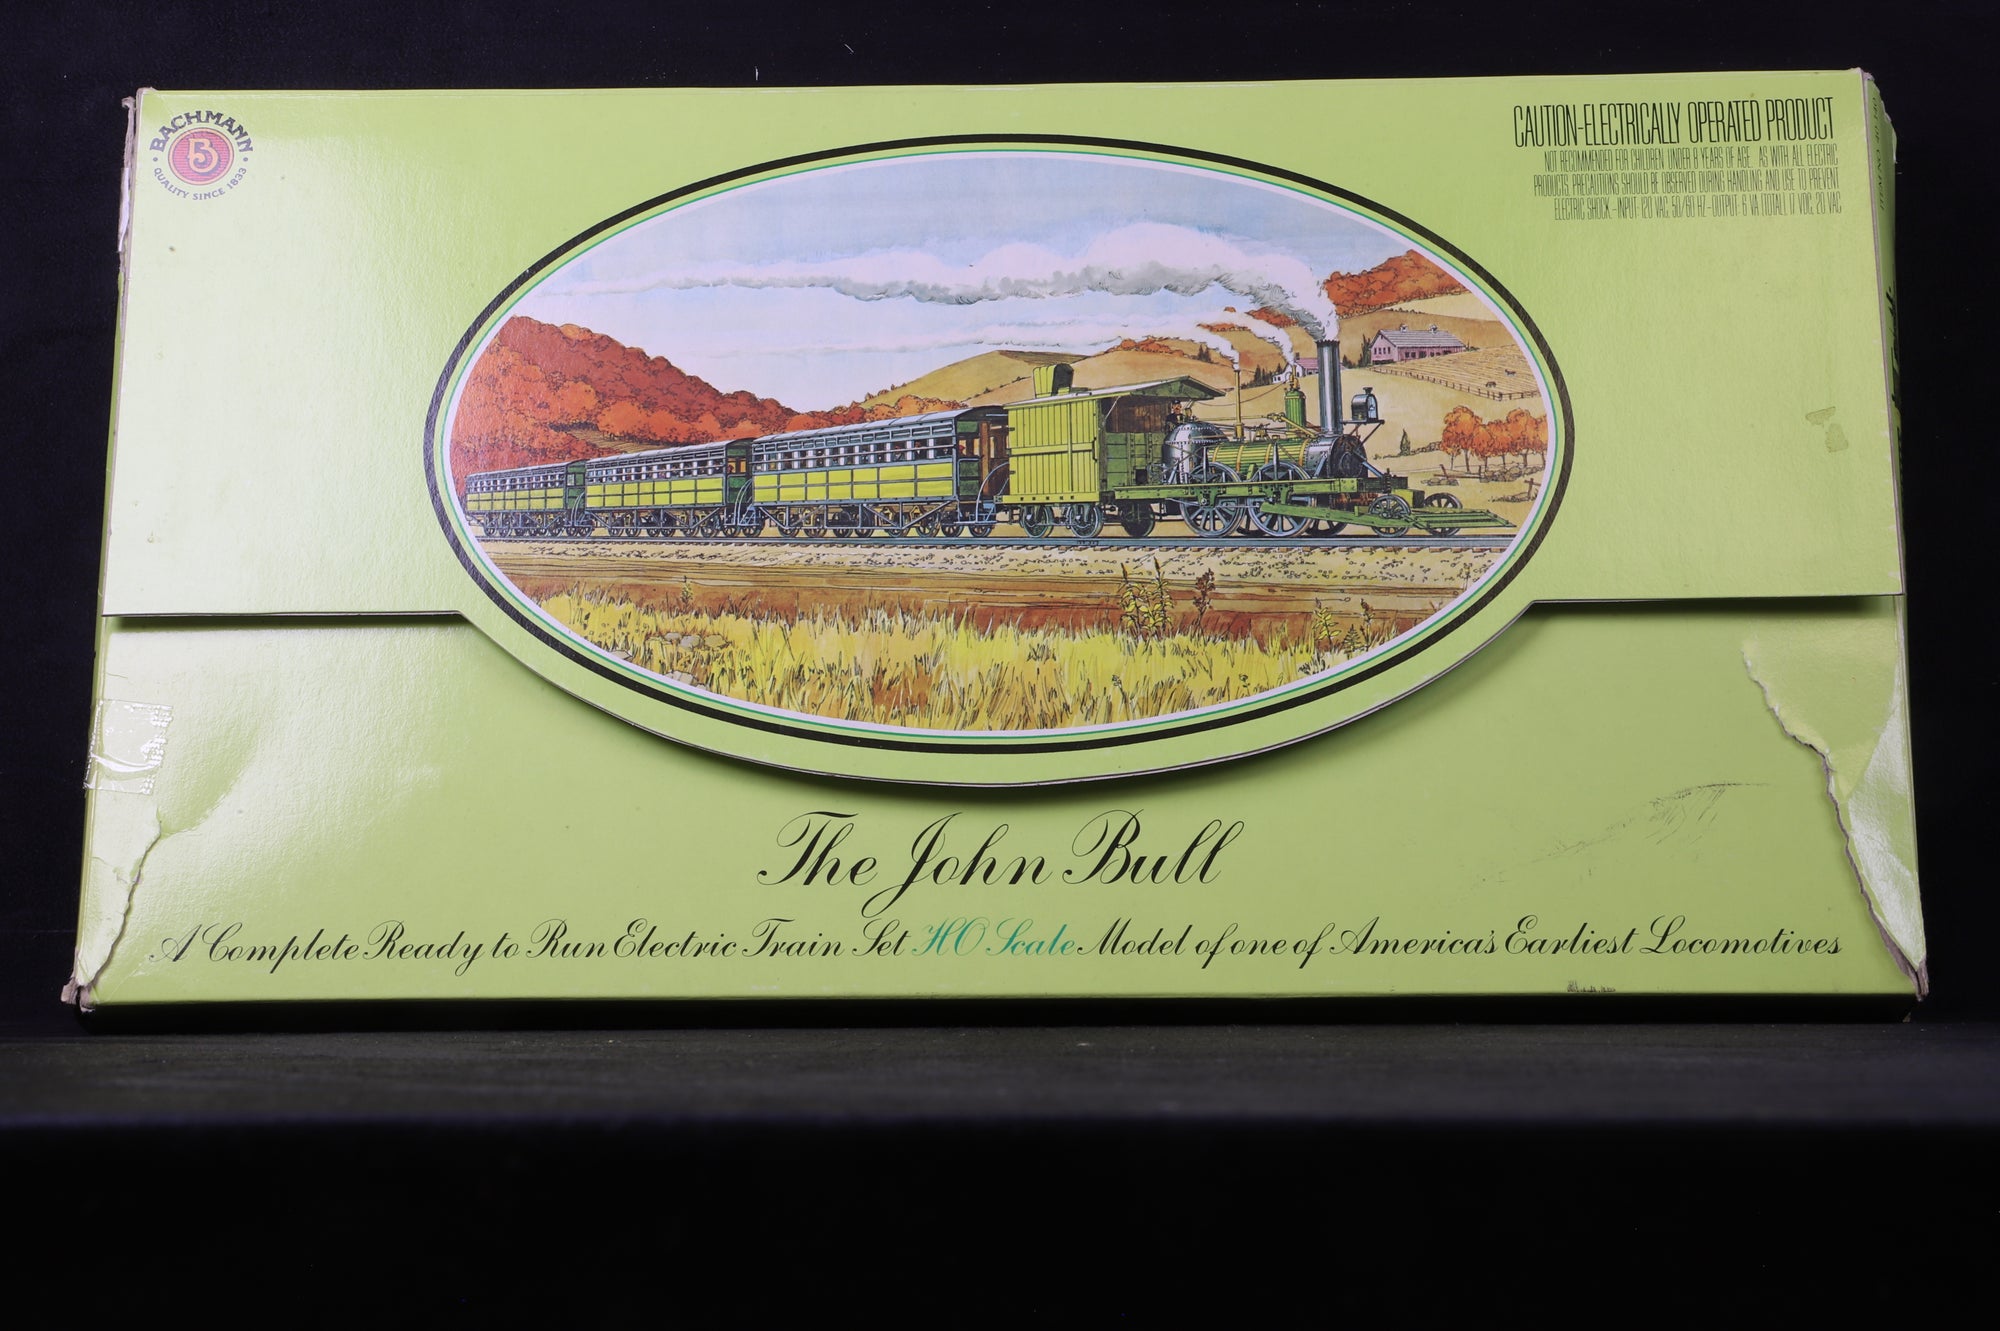 BACHMANN
B
QUALITY SINCE 1833
CAUTION-ELECTRICALLY OPERATED PRODUCT
NOT RECOMMENDED FOR CHILDREN UNDER 8 YEARS OF AGE. AS WITH ALL ELECTRIC
PRODUCTS, PRECAUTIONS SHOULD BE OBSERVED DURING HANDLING AND USE TO PREVENT
ELECTRIC SHOCK-INPUT: 120 VAC, 50/60 HZ-OUTPUT: 6 VA (TOTAL) 17 VDC, 20 VAC
The John Bull
A Complete Ready to Run Electric Train Set HO Scale Model of one of America's Earliest Locomotives